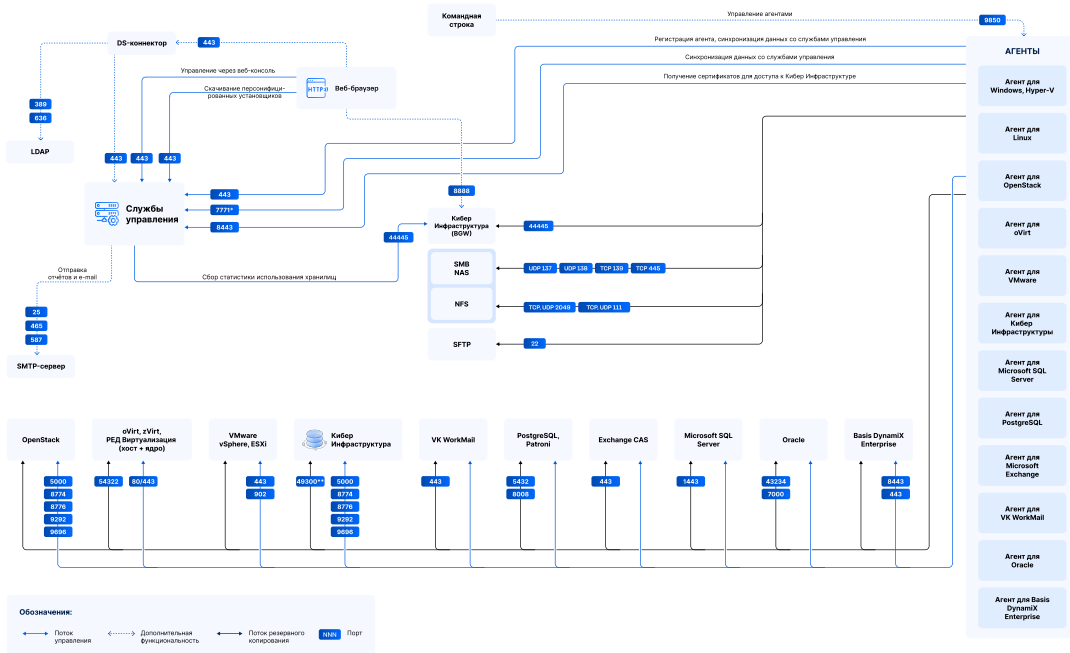 Командная
строка
Управление агентами
9850
DS-коннектор
443
Регистрация агента, синхронизация данных со службами управления
Синхронизация данных со службами управления
Получение сертификатов для доступа к Кибер Инфраструктуре
Управление через веб-консоль
Скачивание персонифици-
рованных установщиков
HTTPS
Веб-браузер
389
636
LDAP
443
443
443
Службы
управления
443
7771*
8443
8888
Кибер
Инфраструктура
(BGW)
44445
44445
Сбор статистики использования хранилищ
Отправка
отчётов и e-mail
25
465
587
SMTP-сервер
SMB
NAS
UDP 137
UDP 138
TCP 139
TCP 445
NFS
TCP, UDP 2049
TCP, UDP 111
SFTP
22
АГЕНТЫ
Агент для
Windows, Hyper-V
Агент для
Linux
Агент для
OpenStack
Агент для
oVirt
Агент для
VMware
Агент для
Кибер
Инфраструктуры
Агент для
Microsoft SQL
Server
Агент для
PostgreSQL
Агент для
Microsoft
Exchange
Агент для
VK WorkMail
Агент для
Oracle
Агент для Basis
DynamiX
Enterprise
OpenStack
5000
8774
8776
9292
9696
oVirt, zVirt,
РЕД Виртуализация
(хост + ядро)
54322
80/443
VMware
vSphere, ESXi
443
902
Кибер
Инфраструктура
49300**
5000
8774
8776
9292
9696
VK WorkMail
443
PostgreSQL,
Patroni
5432
8008
Exchange CAS
443
Microsoft SQL
Server
1443
Oracle
43234
7000
Basis DynamiX
Enterprise
8443
443
Обозначения:
Поток
управления
Дополнительная
функциональность
Поток резервного
копирования
NNN
Порт